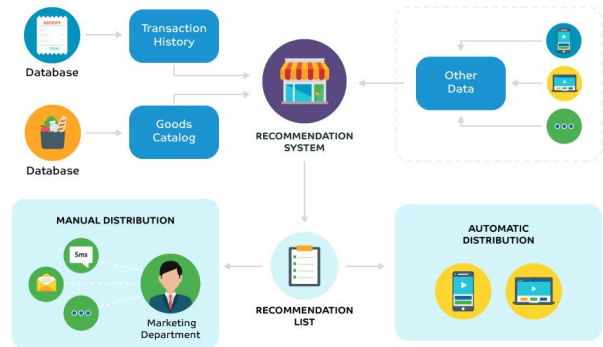 RECEIPT
TOTAL
Database
Transaction
History
Database
Goods
Catalog
RECOMMENDATION
SYSTEM
Other
Data
MANUAL DISTRIBUTION
Sms
Marketing
Department
RECOMMENDATION
LIST
AUTOMATIC
DISTRIBUTION